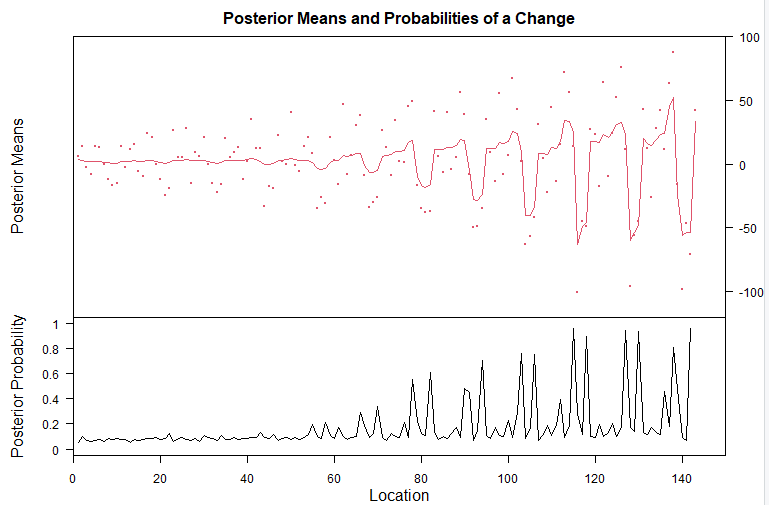 Posterior Means and Probabilities of a Change
Posterior Means
100
50
0
-50
-100
Posterior Probability
1
0.8
0.6
0.4
0.2
0
0 20 40 60 80 100 120 140
Location